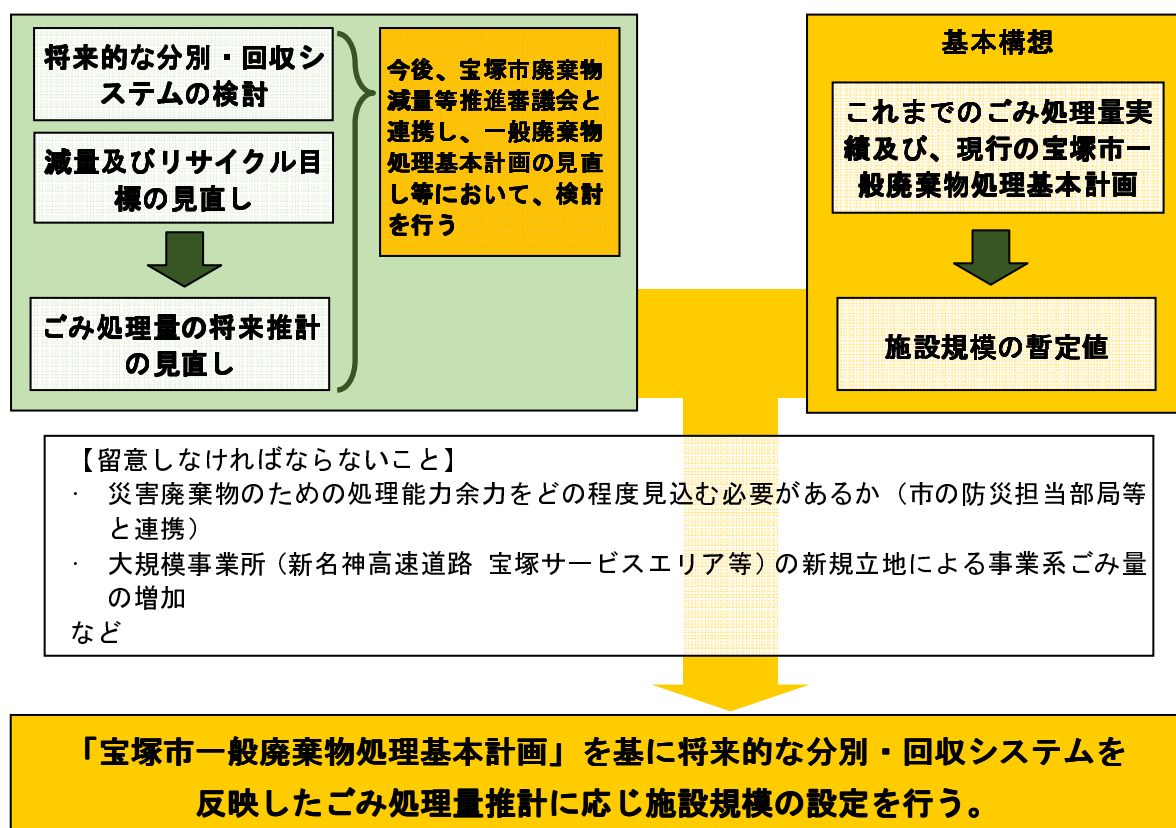 将来的な分別・回収シ
ステムの検討
減量及びリサイクル目
標の見直し
ごみ処理量の将来推計
の見直し
今後、宝塚市廃棄物
減量等推進審議会と
連携し、一般廃棄物
処理基本計画の見直
し等において、検討
を行う
基本構想
これまでのごみ処理量実
績及び、現行の宝塚市一
般廃棄物処理基本計画
施設規模の暫定値
【留意しなければならないこと】
· 災害廃棄物のための処理能力余力をどの程度見込む必要があるか（市の防災担当部局等
と連携）
· 大規模事業所（新名神高速道路 宝塚サービスエリア等）の新規立地による事業系ごみ量
の増加
など
「宝塚市一般廃棄物処理基本計画」を基に将来的な分別・回収システムを
反映したごみ処理量推計に応じ施設規模の設定を行う。